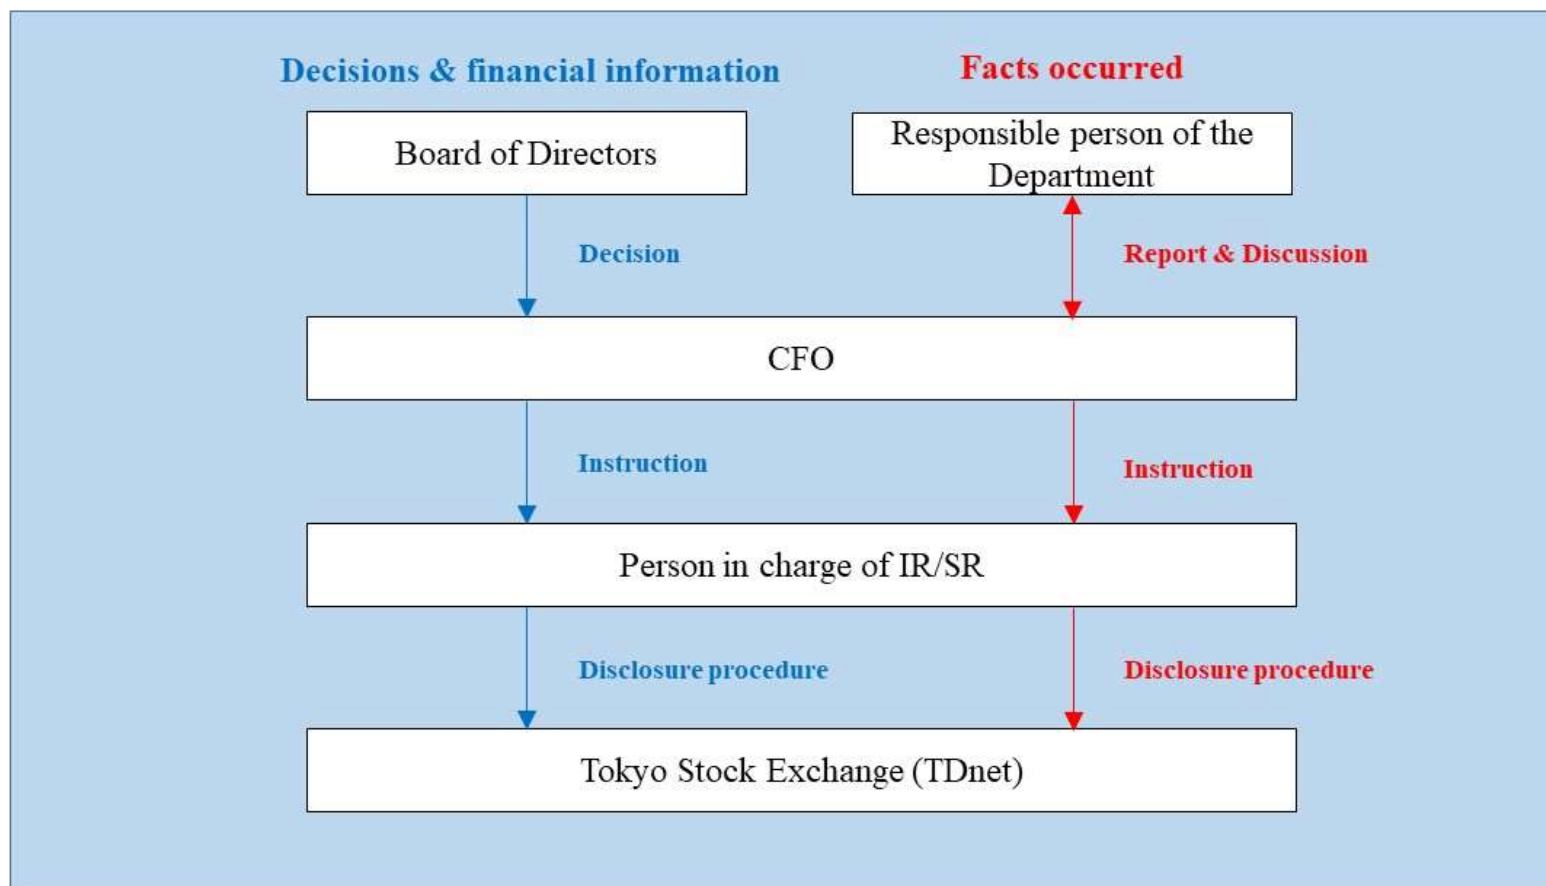 Decisions & financial information
Facts occurred
Board of Directors
Responsible person of the
Department
Decision
Report & Discussion
CFO
Instruction
Instruction
Person in charge of IR/SR
Disclosure procedure
Disclosure procedure
Tokyo Stock Exchange (TDnet)